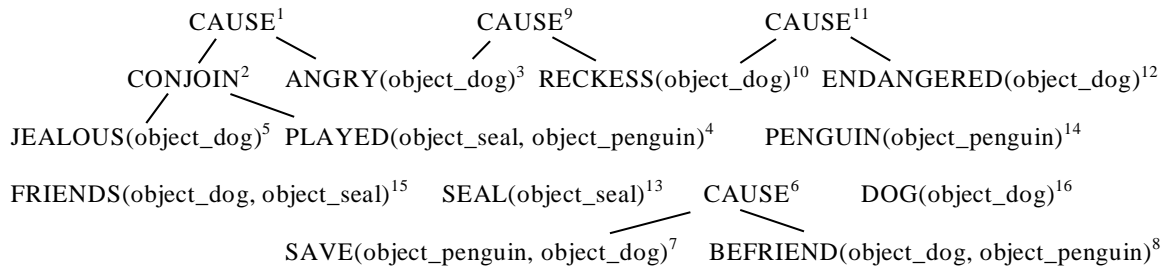 CAUSE1 CAUSE9 CAUSE11
CONJOIN2 ANGRY(object_dog)3 RECKESS(object_dog)10 ENDANGERED(object_dog)12
JEALOUS(object_dog)5 PLAYED(object_seal, object_penguin)4 PENGUIN(object_penguin)14
FRIENDS(object_dog, object_seal)15 SEAL(object_seal)13 CAUSE6 DOG(object_dog)16
SAVE(object_penguin, object_dog)7 BEFRIEND(object_dog, object_penguin)8